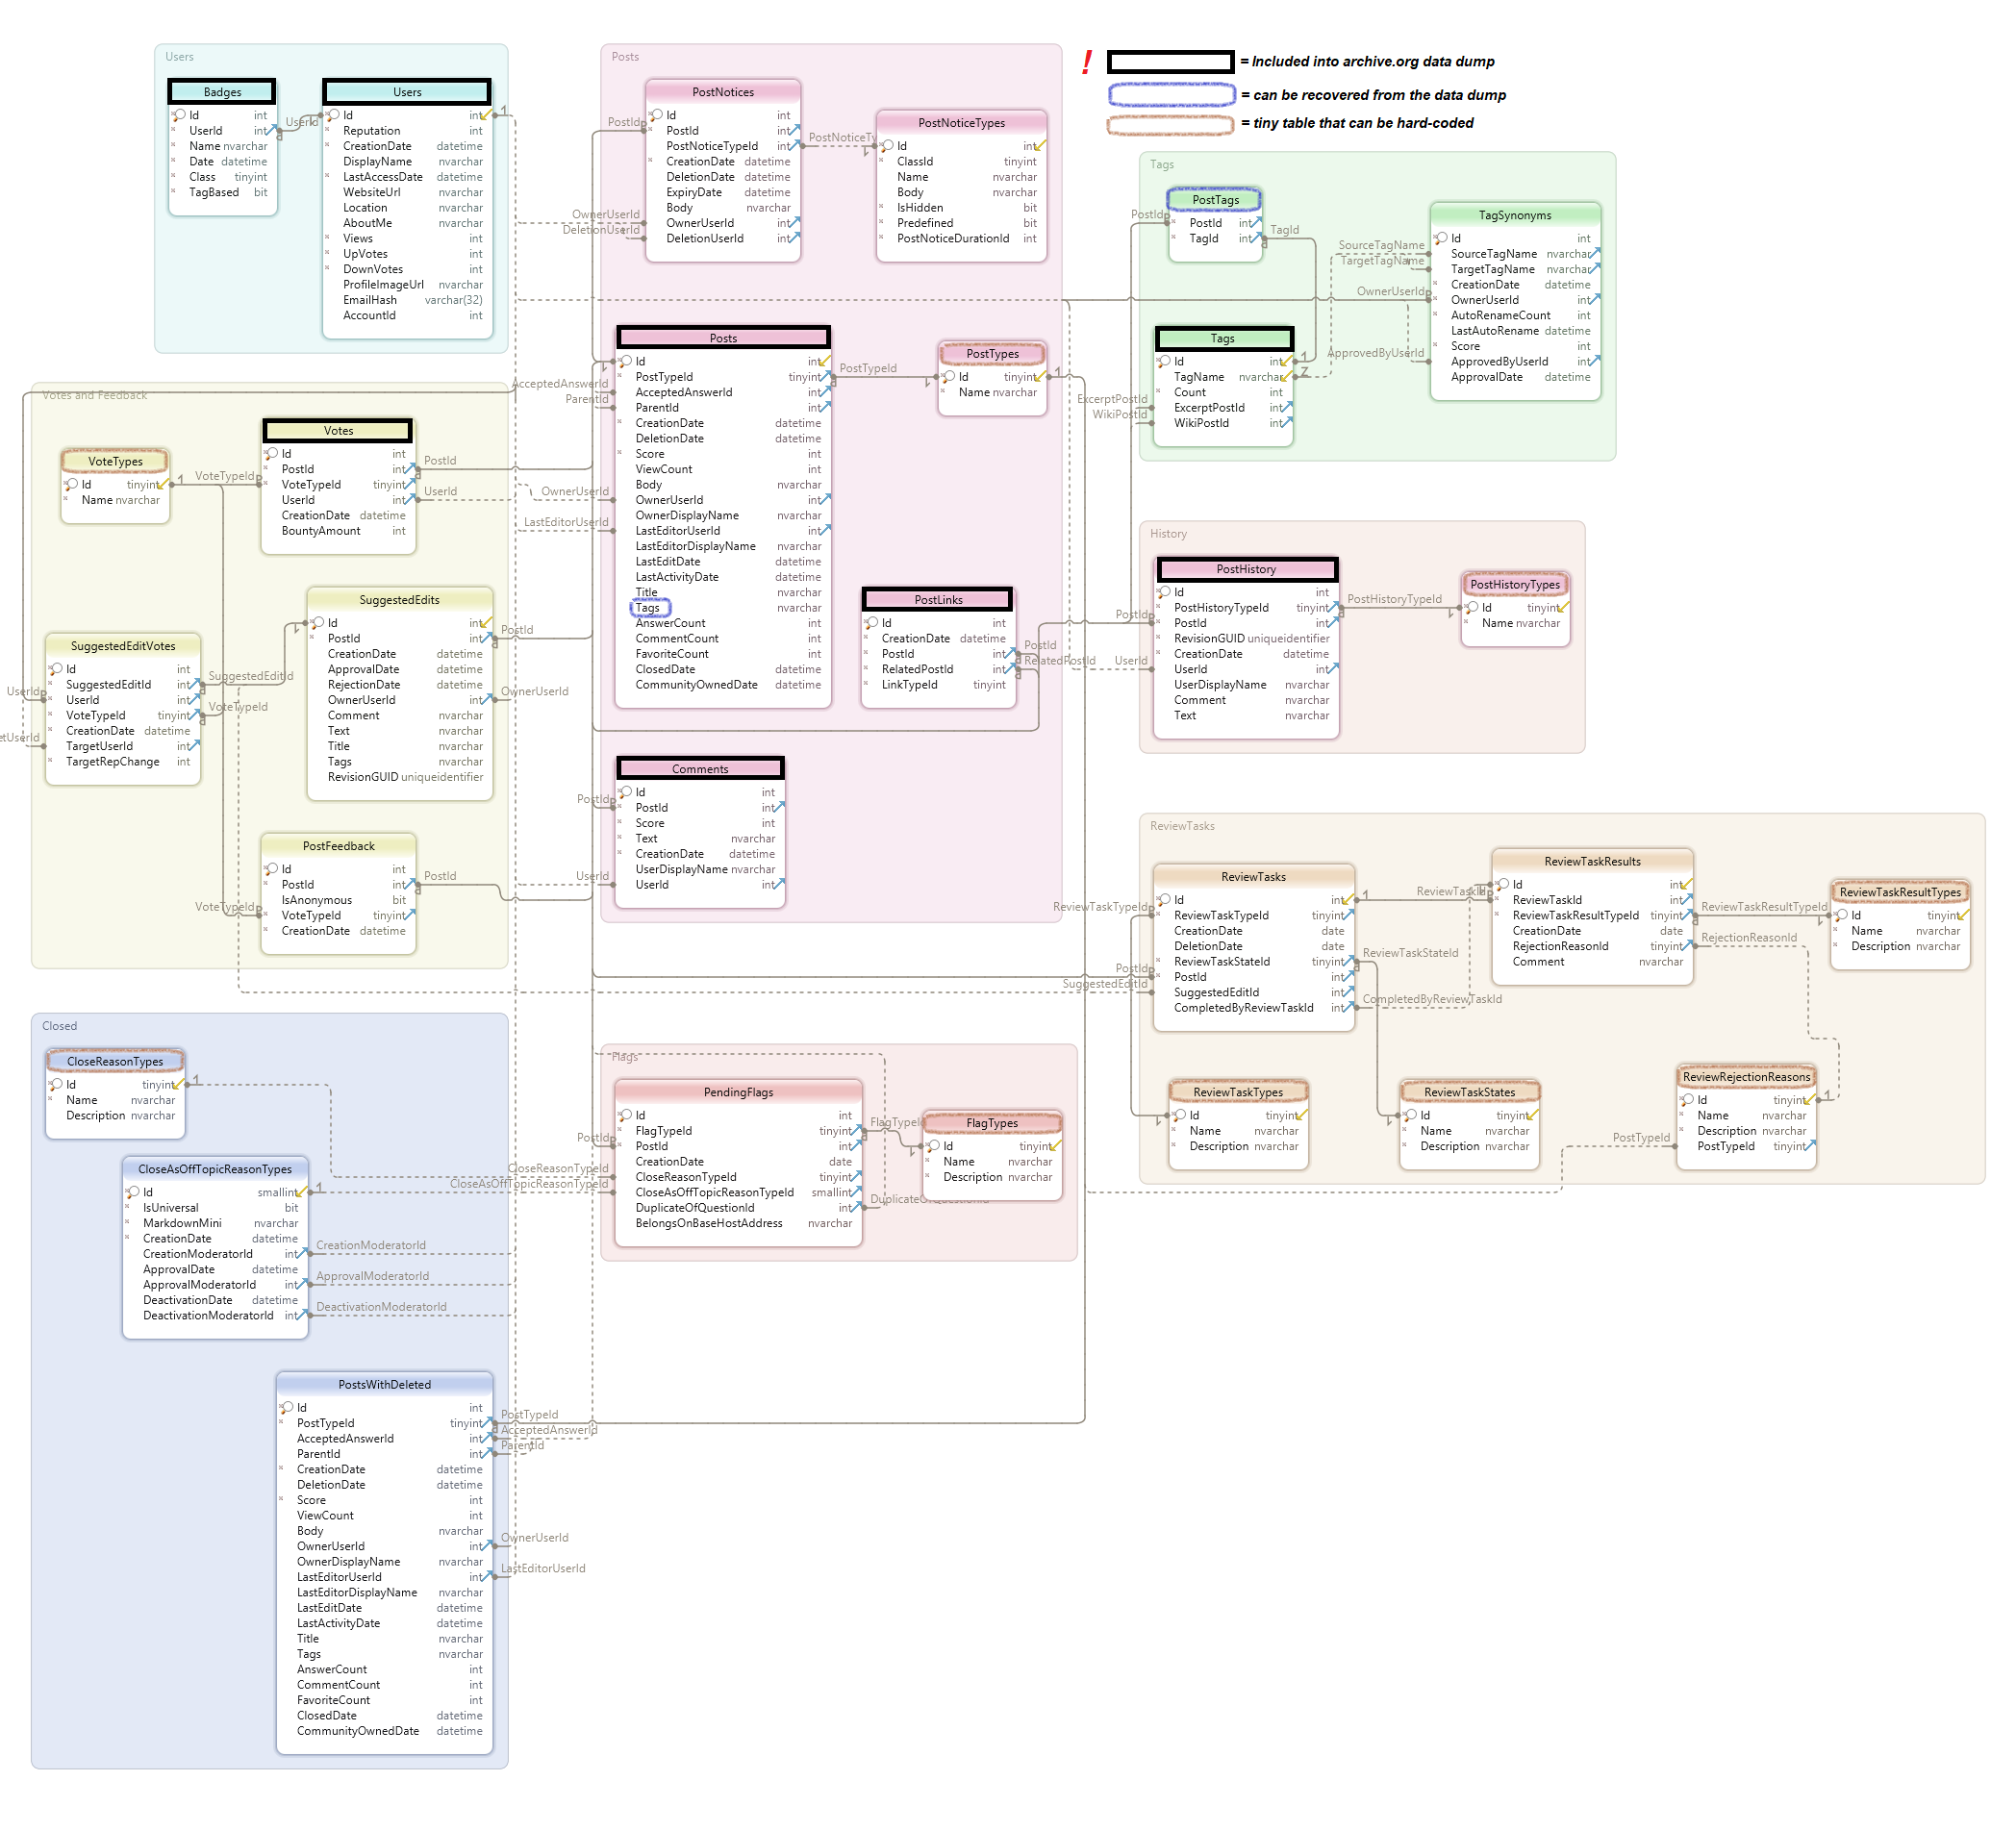 Users
Badges
Id int
UserId int
Name nvarchar
Date datetime
Class tinyint
TagBased bit
UserId
Users
Id int
Reputation int
CreationDate datetime
DisplayName nvarchar
LastAccessDate datetime
WebsiteUrl nvarchar
Location nvarchar
AboutMe nvarchar
Views int
UpVotes int
DownVotes int
ProfileImageUrl nvarchar
EmailHash varchar(32)
AccountId int
1
Posts
PostNotices
Id int
PostId int
PostNoticeTypeId int
CreationDate datetime
DeletionDate datetime
ExpiryDate datetime
Body nvarchar
OwnerUserId int
DeletionUserId int
PostId
OwnerUserId
DeletionUserId
PostNoticeTy
PostNoticeTypes
Id int
ClassId tinyint
Name nvarchar
Body nvarchar
IsHidden bit
Predefined bit
PostNoticeDurationId int
! = Included into archive.org data dump
= can be recovered from the data dump
= tiny table that can be hard-coded
Tags
PostTags
PostId int
TagId int
PostId
TagId
TagSynonyms
Id int
SourceTagName nvarchar
TargetTagName nvarchar
CreationDate datetime
OwnerUserId int
AutoRenameCount int
LastAutoRename datetime
Score int
ApprovedByUserId int
ApprovalDate datetime
SourceTagName
TargetTagName
OwnerUserId
ApprovedByUserId
Tags
Id int
TagName nvarchar
Count int
ExcerptPostId int
WikiPostId int
ExcerptPostId
WikiPostId
1
2
Posts
Id int
PostTypeId tinyint
AcceptedAnswerId int
ParentId int
CreationDate datetime
DeletionDate datetime
Score int
ViewCount int
Body nvarchar
OwnerUserId int
OwnerDisplayName nvarchar
LastEditorUserId int
LastEditorDisplayName nvarchar
LastEditDate datetime
LastActivityDate datetime
Title nvarchar
Tags nvarchar
AnswerCount int
CommentCount int
FavoriteCount int
ClosedDate datetime
CommunityOwnedDate datetime
AcceptedAnswerId
ParentId
OwnerUserId
LastEditorUserId
PostTypeId
PostTypes
Id tinyint
Name nvarchar
1
PostLinks
Id int
CreationDate datetime
PostId int
RelatedPostId int
LinkTypeId tinyint
PostId
RelatedPostId
Comments
Id int
PostId int
Score int
Text nvarchar
CreationDate datetime
UserDisplayName nvarchar
UserId int
PostId
UserId
Votes and Feedback
VoteTypes
Id tinyint
Name nvarchar
1
VoteTypeId
Votes
Id int
PostId int
VoteTypeId tinyint
UserId int
CreationDate datetime
BountyAmount int
PostId
UserId
SuggestedEdits
Id int
PostId int
CreationDate datetime
ApprovalDate datetime
RejectionDate datetime
OwnerUserId int
Comment nvarchar
Text nvarchar
Title nvarchar
Tags nvarchar
RevisionGUID uniqueidentifier
PostId
OwnerUserId
SuggestedEditVotes
Id int
SuggestedEditId int
UserId int
VoteTypeId tinyint
CreationDate datetime
TargetUserId int
TargetRepChange int
UserId
etUserId
SuggestedEditId
VoteTypeId
PostFeedback
Id int
PostId int
IsAnonymous bit
VoteTypeId tinyint
CreationDate datetime
PostId
VoteTypeId
History
PostHistory
Id int
PostHistoryTypeId tinyint
PostId int
RevisionGUID uniqueidentifier
CreationDate datetime
UserId int
UserDisplayName nvarchar
Comment nvarchar
Text nvarchar
PostId
UserId
PostHistoryTypeId
PostHistoryTypes
Id tinyint
Name nvarchar
ReviewTasks
ReviewTasks
Id int
ReviewTaskTypeId tinyint
CreationDate date
DeletionDate date
ReviewTaskStateId tinyint
PostId int
SuggestedEditId int
CompletedByReviewTaskId int
ReviewTaskTypeId
PostId
SuggestedEditId
1
ReviewTaskId
ReviewTaskStateId
CompletedByReviewTaskId
ReviewTaskResults
Id int
ReviewTaskId int
ReviewTaskResultTypeId tinyint
CreationDate date
RejectionReasonId tinyint
Comment nvarchar
ReviewTaskResultTypeId
RejectionReasonId
ReviewTaskResultTypes
Id tinyint
Name nvarchar
Description nvarchar
ReviewTaskTypes
Id tinyint
Name nvarchar
Description nvarchar
ReviewTaskStates
Id tinyint
Name nvarchar
Description nvarchar
ReviewRejectionReasons
Id tinyint
Name nvarchar
Description nvarchar
PostTypeId tinyint
PostTypeId
1
Closed
CloseReasonTypes
Id tinyint
Name nvarchar
Description nvarchar
1
CloseAsOffTopicReasonTypes
Id smallint
IsUniversal bit
MarkdownMini nvarchar
CreationDate datetime
CreationModeratorId int
ApprovalDate datetime
ApprovalModeratorId int
DeactivationDate datetime
DeactivationModeratorId int
1
CreationModeratorId
ApprovalModeratorId
DeactivationModeratorId
Flags
PendingFlags
Id int
FlagTypeId tinyint
PostId int
CreationDate date
CloseReasonTypeId tinyint
CloseAsOffTopicReasonTypeId smallint
DuplicateOfQuestionId int
BelongsOnBaseHostAddress nvarchar
PostId
CloseReasonTypeId
CloseAsOffTopicReasonTypeId
FlagTypeId
DuplicateOfQuestionId
FlagTypes
Id tinyint
Name nvarchar
Description nvarchar
PostsWithDeleted
Id int
PostTypeId tinyint
AcceptedAnswerId int
ParentId int
CreationDate datetime
DeletionDate datetime
Score int
ViewCount int
Body nvarchar
OwnerUserId int
OwnerDisplayName nvarchar
LastEditorUserId int
LastEditorDisplayName nvarchar
LastEditDate datetime
LastActivityDate datetime
Title nvarchar
Tags nvarchar
AnswerCount int
CommentCount int
FavoriteCount int
ClosedDate datetime
CommunityOwnedDate datetime
PostTypeId
AcceptedAnswerId
ParentId
OwnerUserId
LastEditorUserId